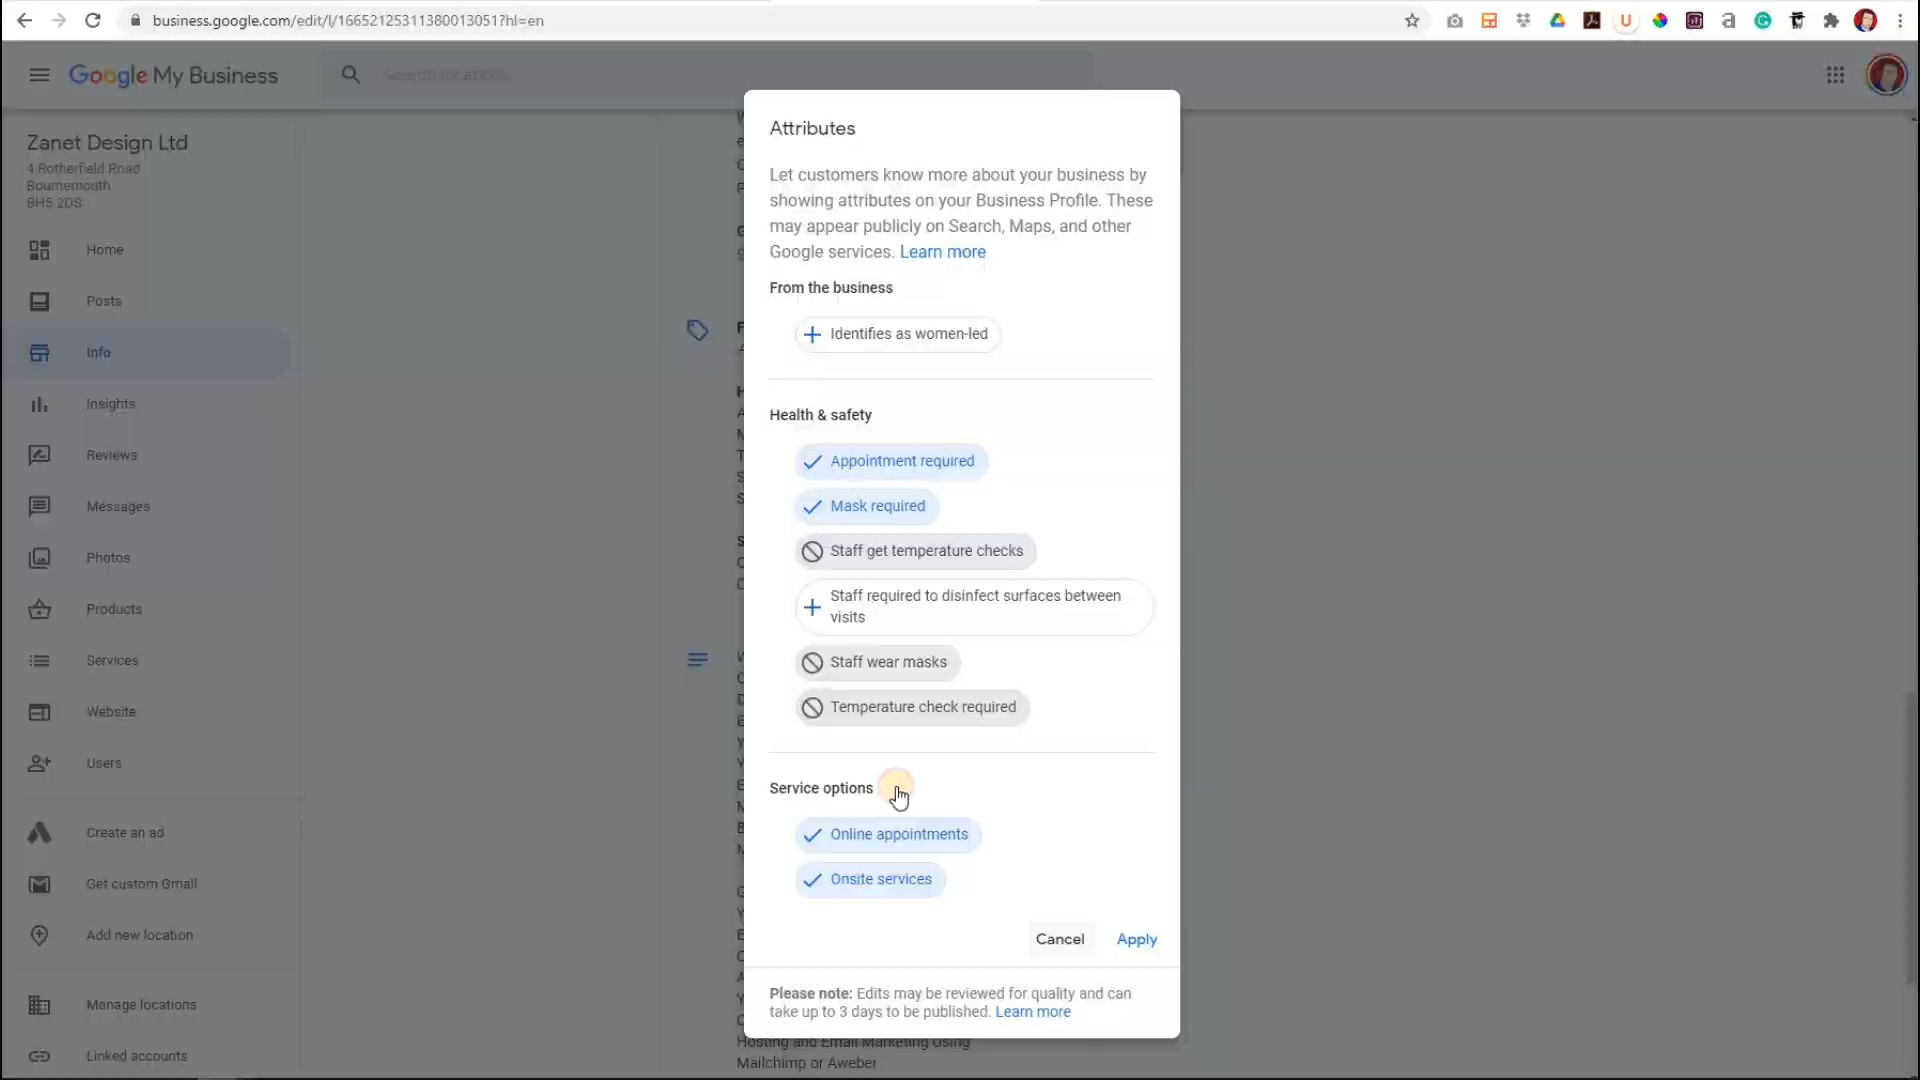 business.google.com/edit/l/16652125311380013051?hl=en
Google My Business
Search locations
Zanet Design Ltd
4 Rotherfield Road
Bournemouth
BH5 2DS
Home
Posts
Info
Insights
Reviews
Messages
Photos
Products
Services
Website
Users
Create an ad
Get custom Gmail
Add new location
Manage locations
Linked accounts
Attributes
Let customers know more about your business by
showing attributes on your Business Profile. These
may appear publicly on Search, Maps, and other
Google services. Learn more
From the business
Identifies as women-led
Health & safety
Appointment required
Mask required
Staff get temperature checks
Staff required to disinfect surfaces between
visits
Staff wear masks
Temperature check required
Service options
Online appointments
Onsite services
Cancel
Apply
Please note: Edits may be reviewed for quality and can
take up to 3 days to be published. Learn more
Hosting and Email Marketing Using
Mailchimp or Aweber